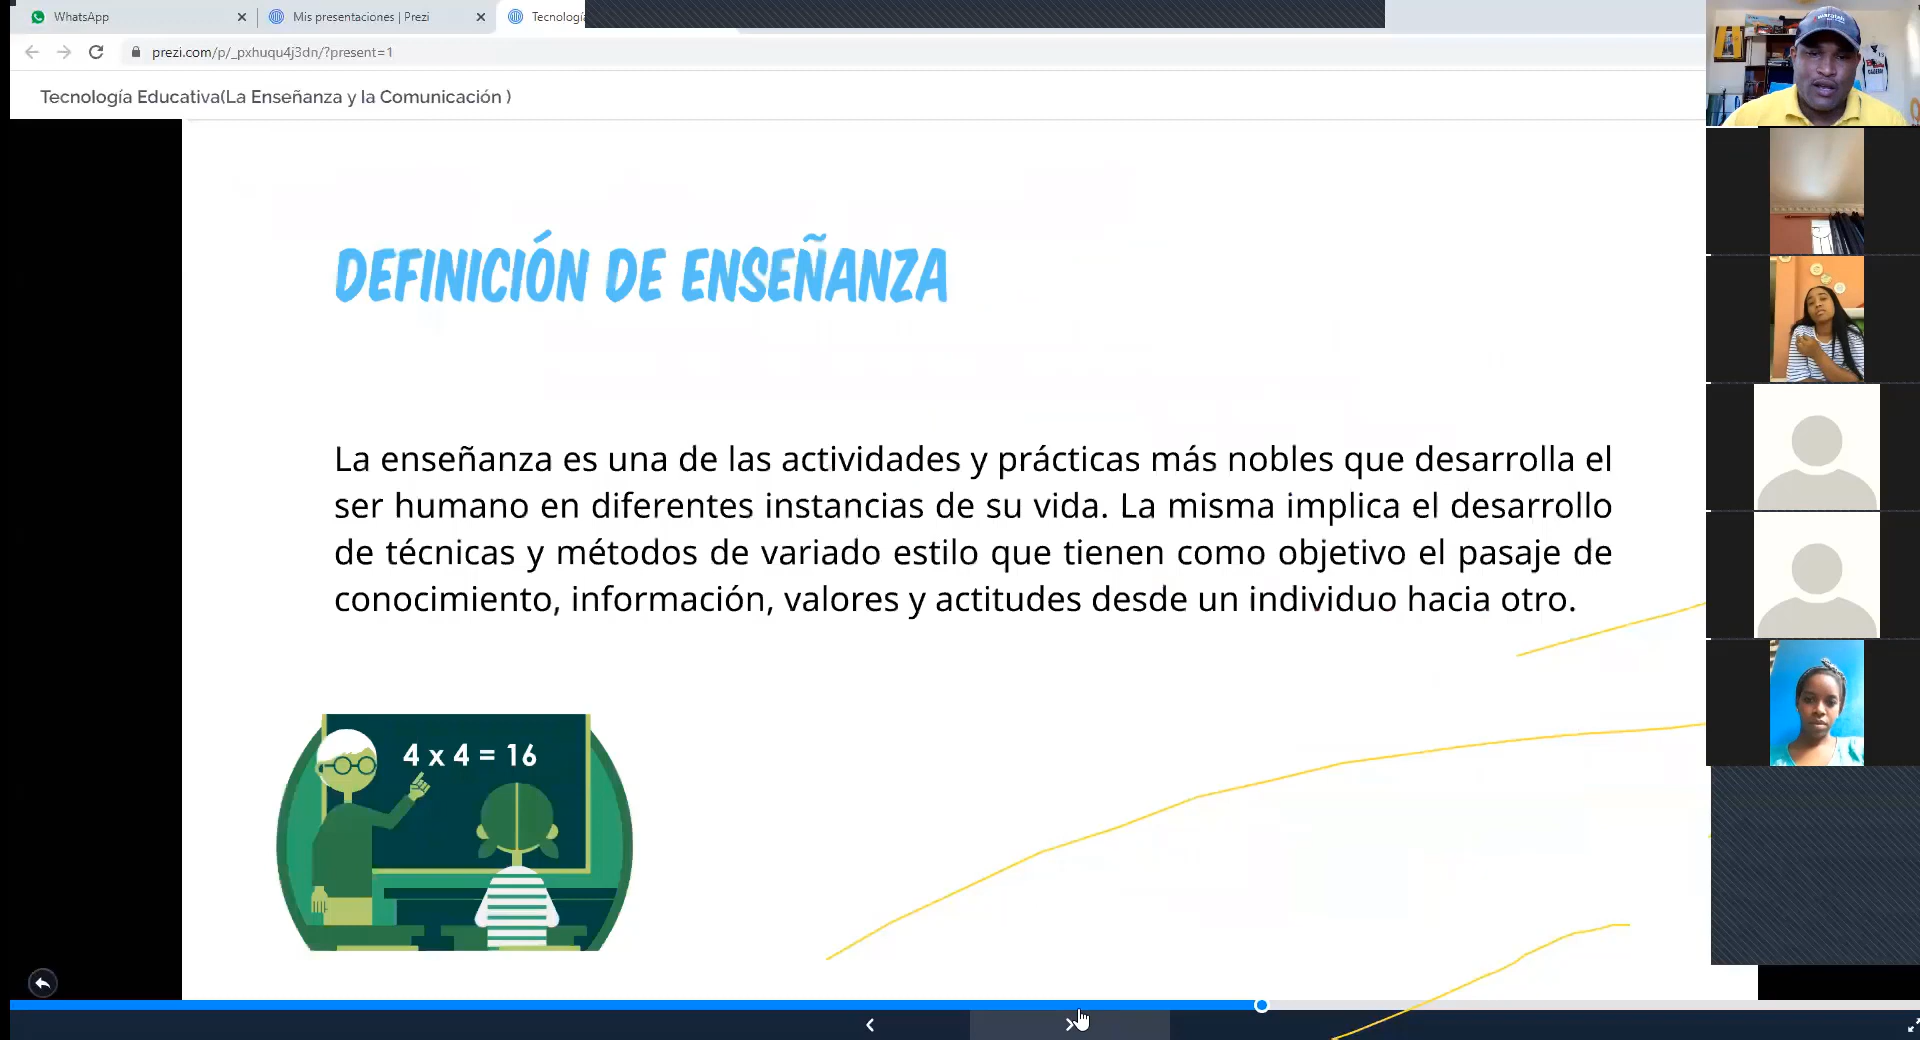 WhatsApp
Mis presentaciones | Prezi
Tecnología
prezi.com/p/_pxhuqu4j3dn/?present=1
Tecnología Educativa(La Enseñanza y la Comunicación )
DEFINICIÓN DE ENSEÑANZA
La enseñanza es una de las actividades y prácticas más nobles que desarrolla el
ser humano en diferentes instancias de su vida. La misma implica el desarrollo
de técnicas y métodos de variado estilo que tienen como objetivo el pasaje de
conocimiento, información, valores y actitudes desde un individuo hacia otro.
4 x 4 = 16